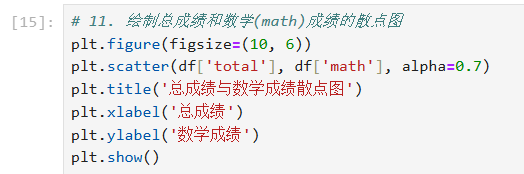 [15]:
# 11. 绘制总成绩和数学(math)成绩的散点图
plt.figure(figsize=(10, 6))
plt.scatter(df['total'], df['math'], alpha=0.7)
plt.title('总成绩与数学成绩散点图')
plt.xlabel('总成绩')
plt.ylabel('数学成绩')
plt.show()